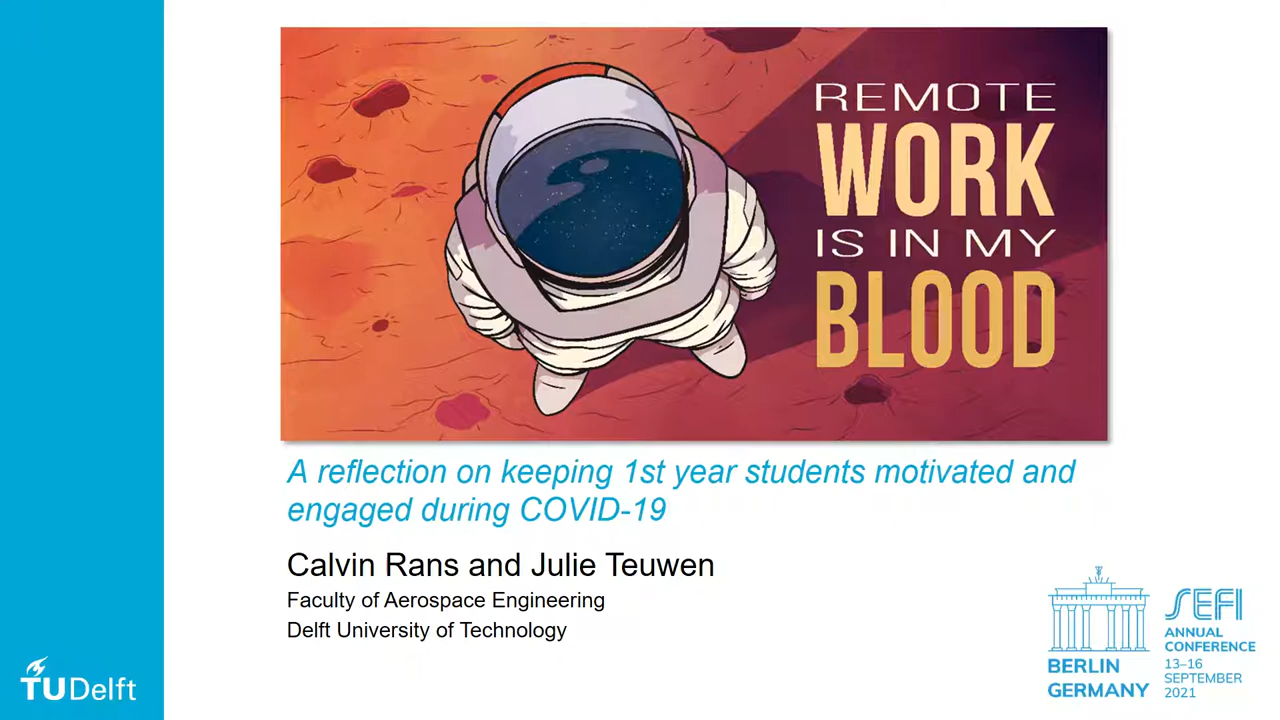 REMOTE
WORK
IS IN MY
BLOOD
A reflection on keeping 1st year students motivated and
engaged during COVID-19
Calvin Rans and Julie Teuwen
Faculty of Aerospace Engineering
Delft University of Technology
TUDelft
BERLIN
GERMANY
SEFI
ANNUAL
CONFERENCE
13–16
SEPTEMBER
2021